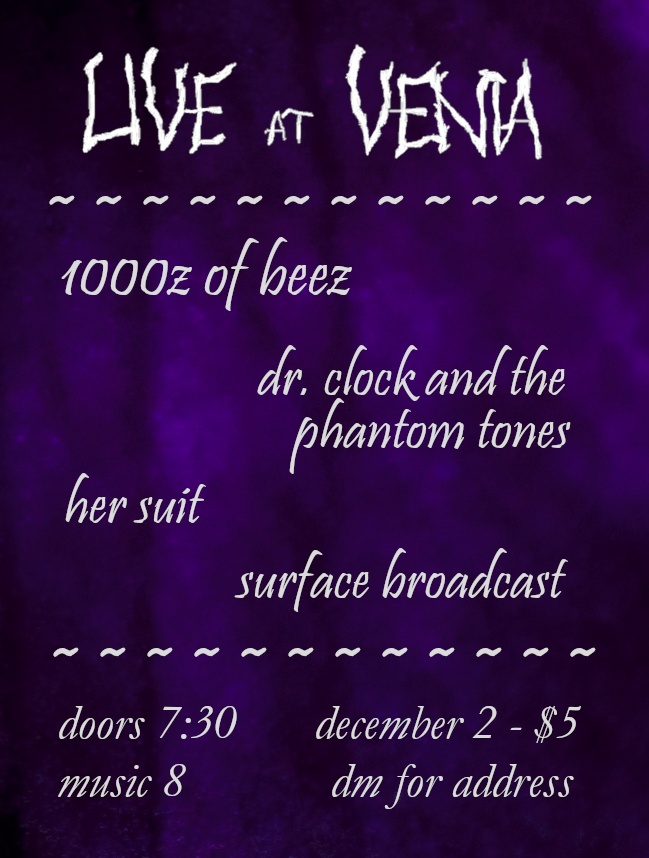 LIVE AT VENIA
~ ~ ~ ~ ~ ~ ~ ~ ~ ~ ~ ~
1000z of beez
dr. clock and the
phantom tones
her suit
surface broadcast
~ ~ ~ ~ ~ ~ ~ ~ ~ ~ ~ ~
doors 7:30 december 2 - $5
music 8 dm for address